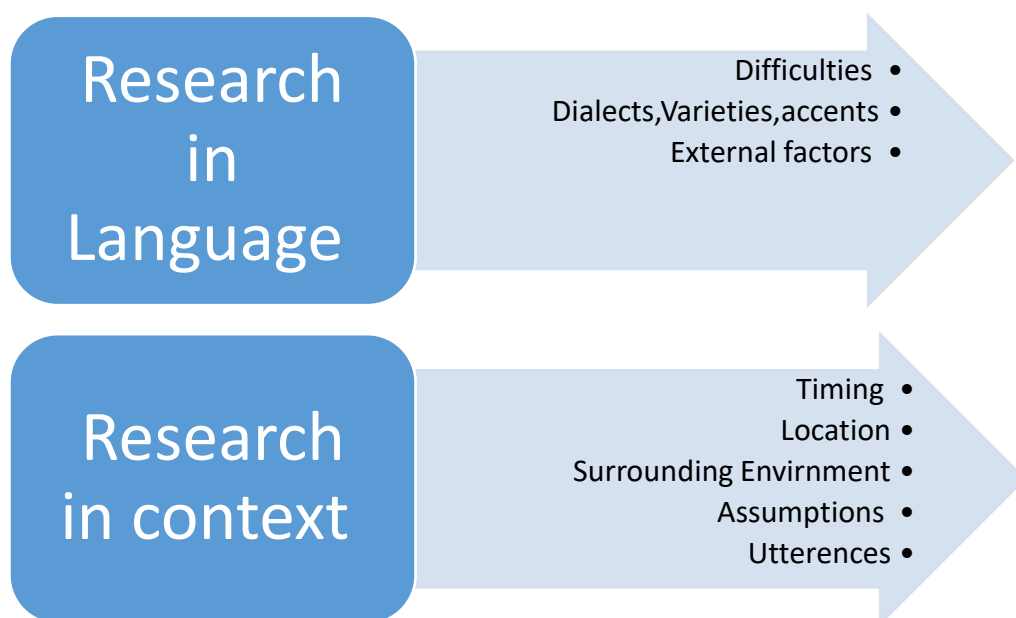 Research
in
Language
Difficulties •
Dialects,Varieties,accents •
External factors •
Research
in context
Timing •
Location •
Surrounding Envirnment •
Assumptions •
Utterences •